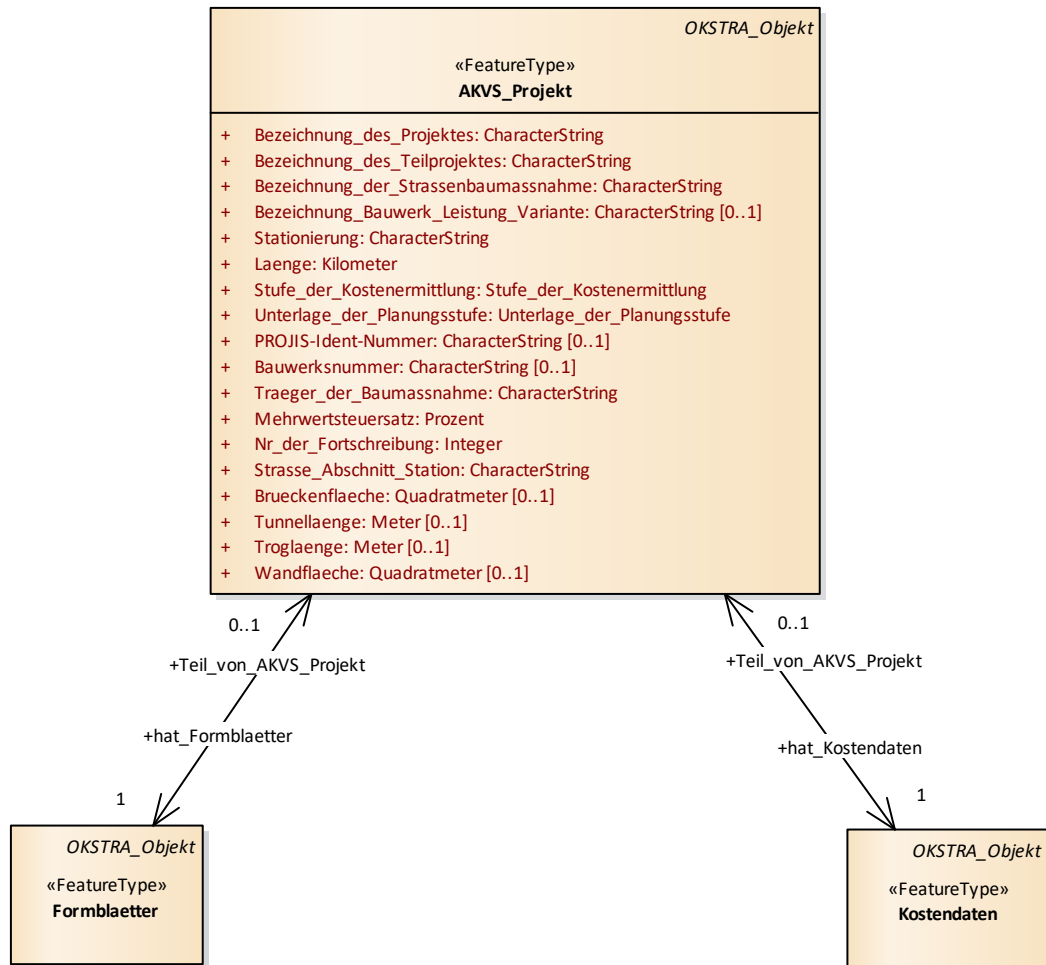 OKSTRA_Objekt
«FeatureType»
AKVS_Projekt
+ Bezeichnung_des_Projektes: CharacterString
+ Bezeichnung_des_Teilprojektes: CharacterString
+ Bezeichnung_der_Strassenbaumassnahme: CharacterString
+ Bezeichnung_Bauwerk_Leistung_Variante: CharacterString [0..1]
+ Stationierung: CharacterString
+ Laenge: Kilometer
+ Stufe_der_Kostenermittlung: Stufe_der_Kostenermittlung
+ Unterlage_der_Planungsstufe: Unterlage_der_Planungsstufe
+ PROJIS-Ident-Nummer: CharacterString [0..1]
+ Bauwerksnummer: CharacterString [0..1]
+ Traeger_der_Baumassnahme: CharacterString
+ Mehrwertsteuersatz: Prozent
+ Nr_der_Fortschreibung: Integer
+ Strasse_Abschnitt_Station: CharacterString
+ Brueckenflaeche: Quadratmeter [0..1]
+ Tunnellaenge: Meter [0..1]
+ Troglaenge: Meter [0..1]
+ Wandflaeche: Quadratmeter [0..1]
0..1
+Teil_von_AKVS_Projekt
+hat_Formblaetter
1
0..1
+Teil_von_AKVS_Projekt
+hat_Kostendaten
1
OKSTRA_Objekt
«FeatureType»
Formblaetter
OKSTRA_Objekt
«FeatureType»
Kostendaten